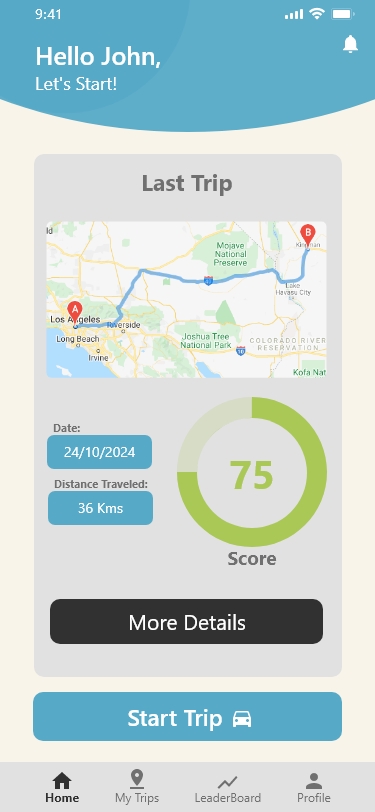 9:41
Hello John,
Let's Start!
Last Trip
ld
B
Kingman
Mojave
National
Preserve
Lake
Havasu City
A
Los Angeles
Riverside
Long Beach
Irvine
Joshua Tree
National Park
10
COLORADO RIVER
RESERVATION
Kofa Nat
Date:
24/10/2024
Distance Traveled:
36 Kms
75
Score
More Details
Start Trip
Home
My Trips
LeaderBoard
Profile